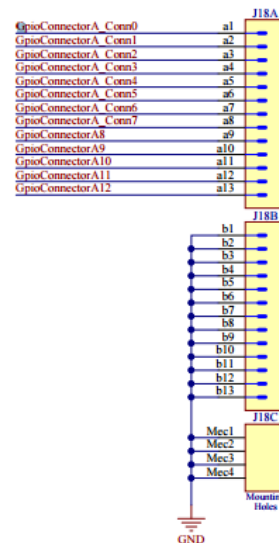 J18A
GpioConnectorA_Conn0 a1
GpioConnectorA_Conn1 a2
GpioConnectorA_Conn2 a3
GpioConnectorA_Conn3 a4
GpioConnectorA_Conn4 a5
GpioConnectorA_Conn5 a6
GpioConnectorA_Conn6 a7
GpioConnectorA_Conn7 a8
GpioConnectorA8 a9
GpioConnectorA9 a10
GpioConnectorA10 a11
GpioConnectorA11 a12
GpioConnectorA12 a13
J18B
b1
b2
b3
b4
b5
b6
b7
b8
b9
b10
b11
b12
b13
J18C
Mec1
Mec2
Mec3
Mec4
Mountin
Holes
GND